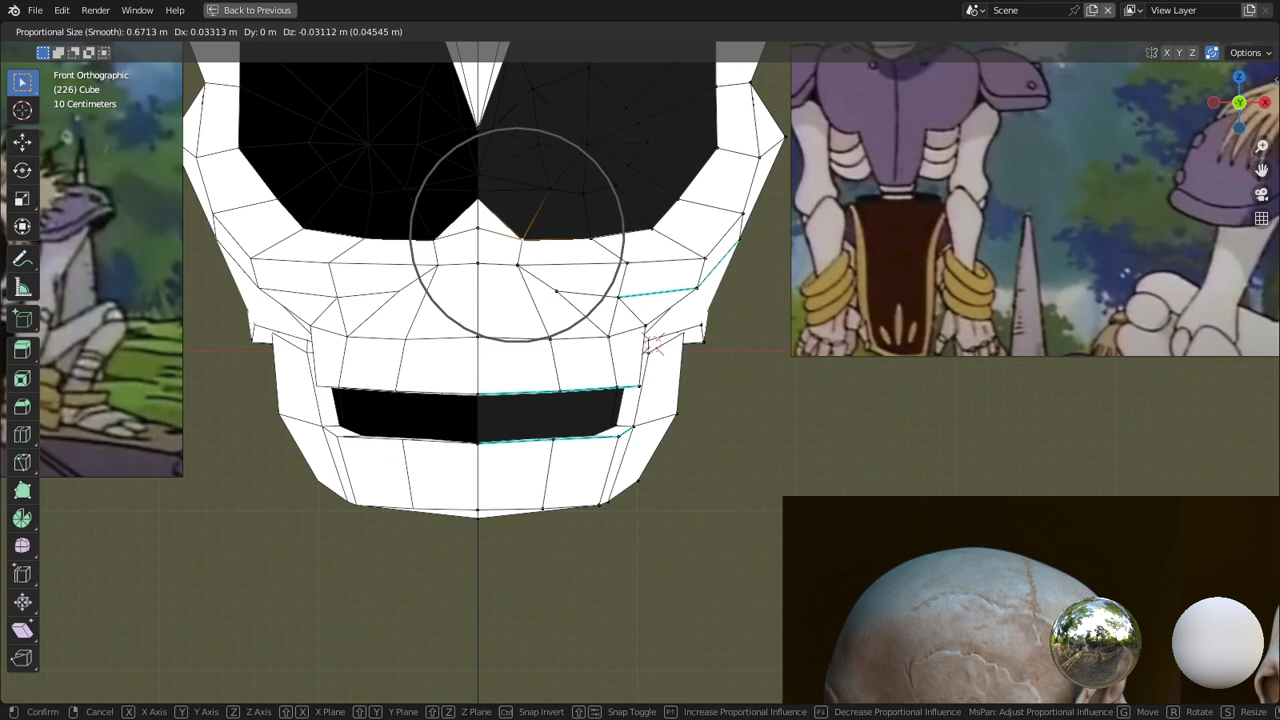 File Edit Render Window Help Back to Previous Scene View Layer
Proportional Size (Smooth): 0.6713 m Dx: 0.03313 m Dy: 0 m Dz: -0.03112 m (0.04545 m)
X Y Z Options
Front Orthographic
(226) Cube
10 Centimeters
Z
-Y
X
Confirm Cancel X X Axis Y Y Axis Z Z Axis X X Plane Y Y Plane Z Z Plane Ctrl Snap Invert Snap Toggle Increase Proportional Influence Decrease Proportional Influence MsPan: Adjust Proportional Influence G Move R Rotate S Resize